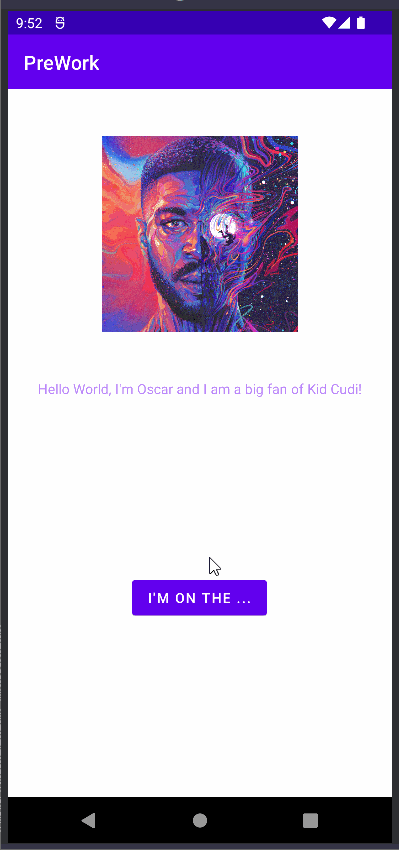 9:52
PreWork
Hello World, I'm Oscar and I am a big fan of Kid Cudi!
I'M ON THE ...